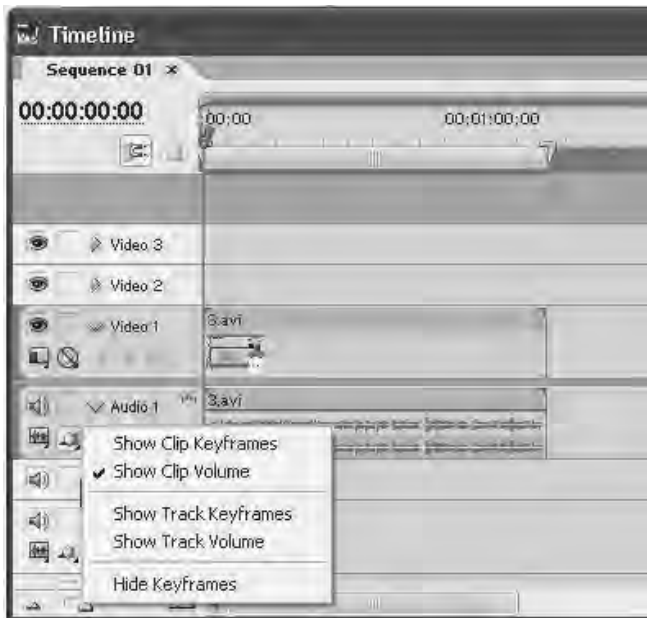 Timeline
Sequence 01 ×
00:00:00:00
00:00
00:01:00:00
Video 3
Video 2
Video 1
3.avi
Audio 1
3.avi
Show Clip Keyframes
✔ Show Clip Volume
Show Track Keyframes
Show Track Volume
Hide Keyframes